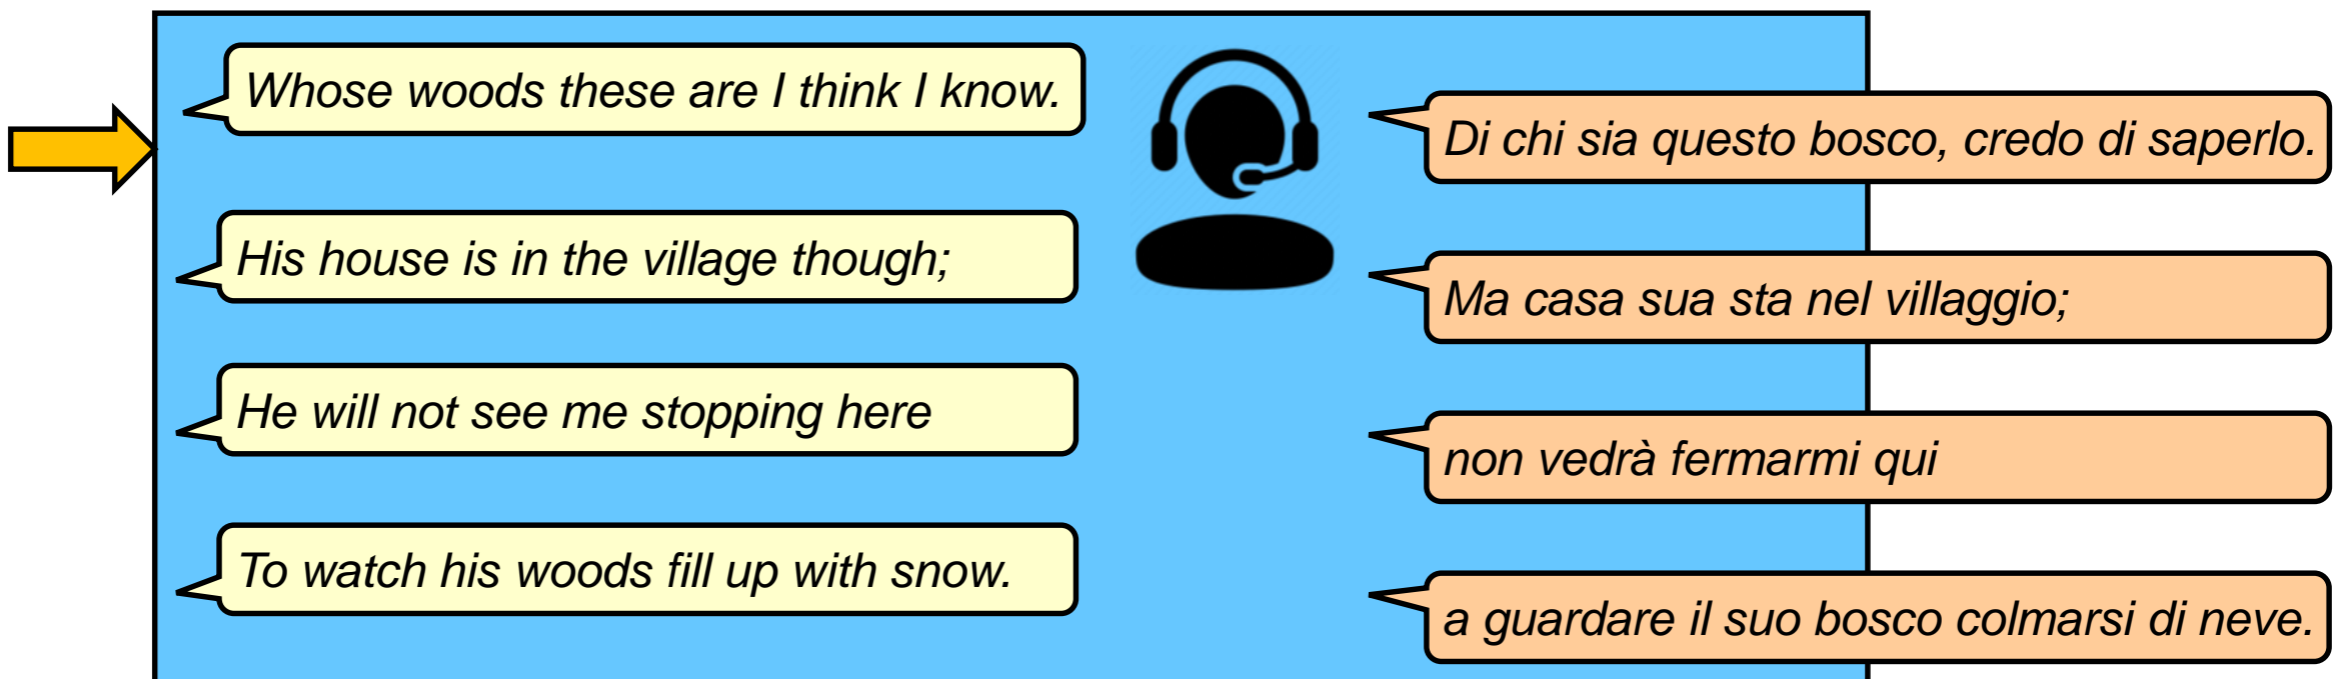 Whose woods these are I think I know.
His house is in the village though;
He will not see me stopping here
To watch his woods fill up with snow.
Di chi sia questo bosco, credo di saperlo.
Ma casa sua sta nel villaggio;
non vedrà fermarmi qui
a guardare il suo bosco colmarsi di neve.